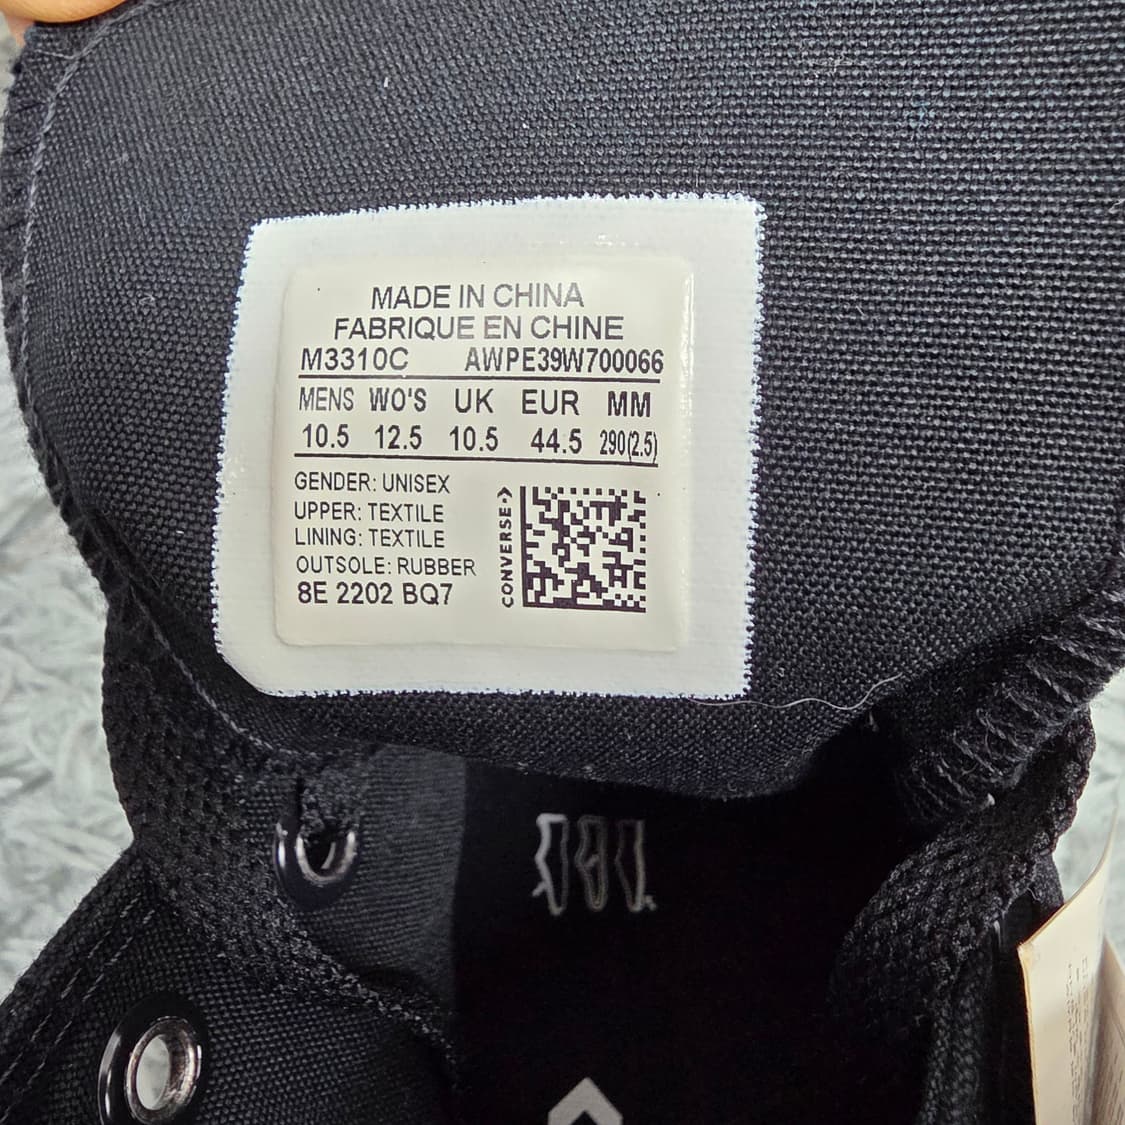 MADE IN CHINA
FABRIQUE EN CHINE
M3310C AWPE39W700066
MENS WO'S UK EUR MM
10.5 12.5 10.5 44.5 290(2.5)
GENDER: UNISEX
UPPER: TEXTILE
LINING: TEXTILE
OUTSOLE: RUBBER
8E 2202 BQ7
CONVERSE